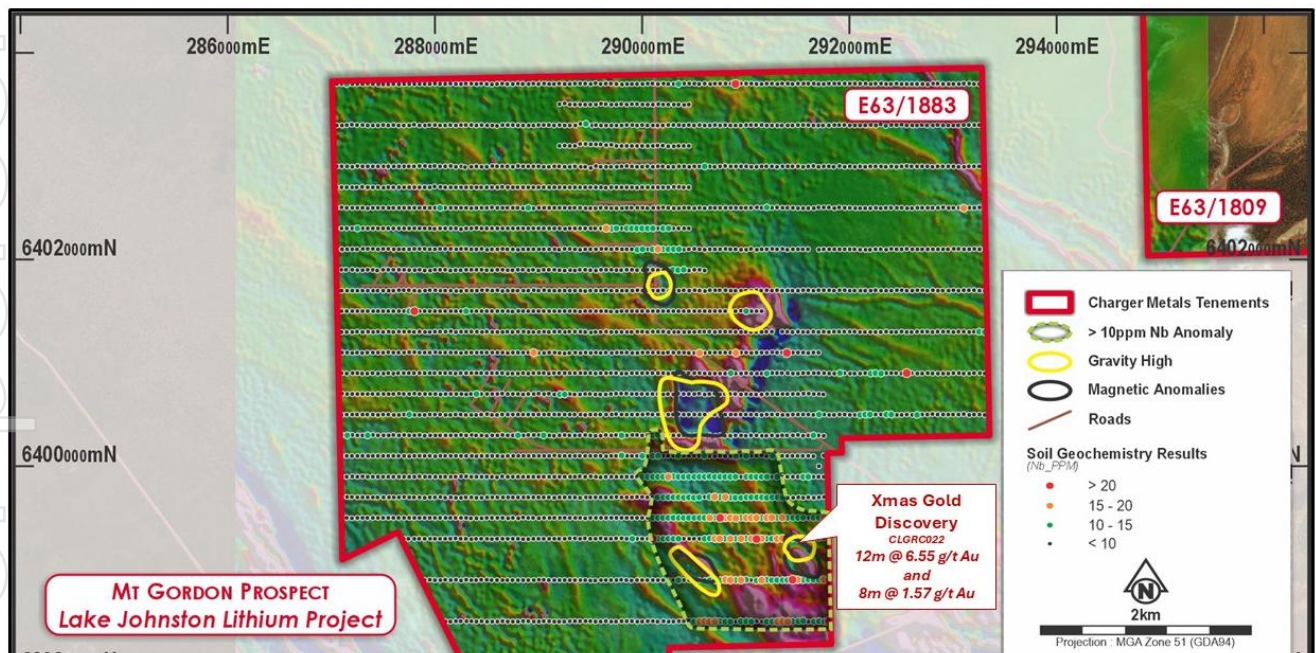 286000mE
288000mE
290000mE
292000mE
294000mE
E63/1883
E63/1809
6402000mN
6402000mN
6400000mN
Charger Metals Tenements
> 10ppm Nb Anomaly
Gravity High
Magnetic Anomalies
Roads
Soil Geochemistry Results
(Nb_PPM)
> 20
15 - 20
10 - 15
< 10
N
2km
Projection : MGA Zone 51 (GDA94)
Xmas Gold
Discovery
CLGRC022
12m @ 6.55 g/t Au
and
8m @ 1.57 g/t Au
MT GORDON PROSPECT
Lake Johnston Lithium Project